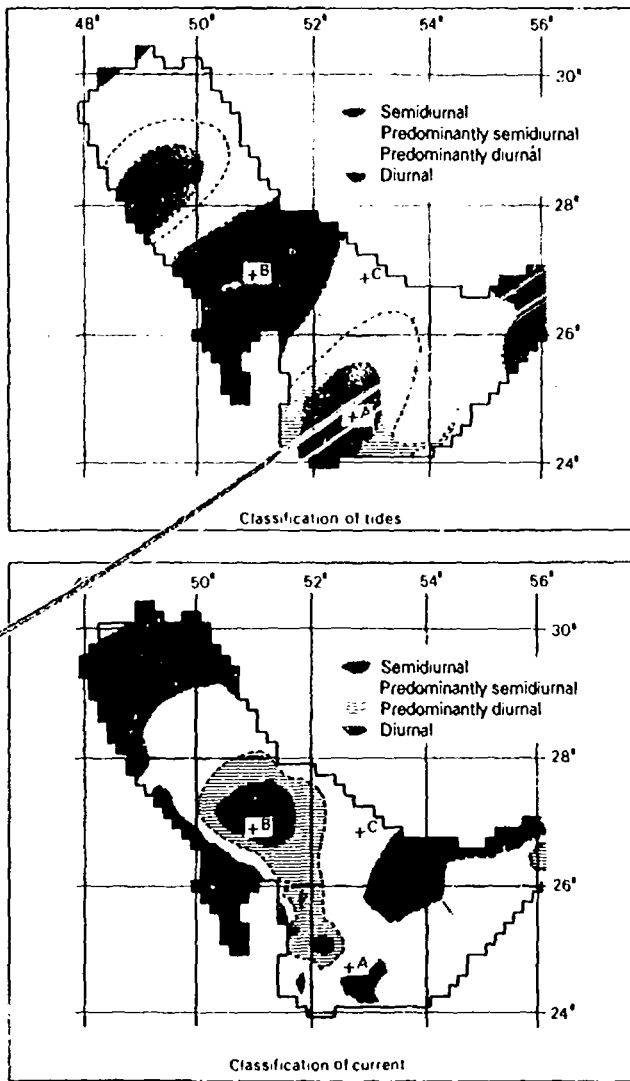 48° 50° 52° 54° 56°
30°
Semidiurnal
Predominantly semidiurnal
Predominantly diurnal
Diurnal
28°
+B
+C
26°
+A
24°
Classification of tides
50° 52° 54° 56°
30°
Semidiurnal
Predominantly semidiurnal
Predominantly diurnal
Diurnal
28°
+B
+C
26°
+A
24°
Classification of current